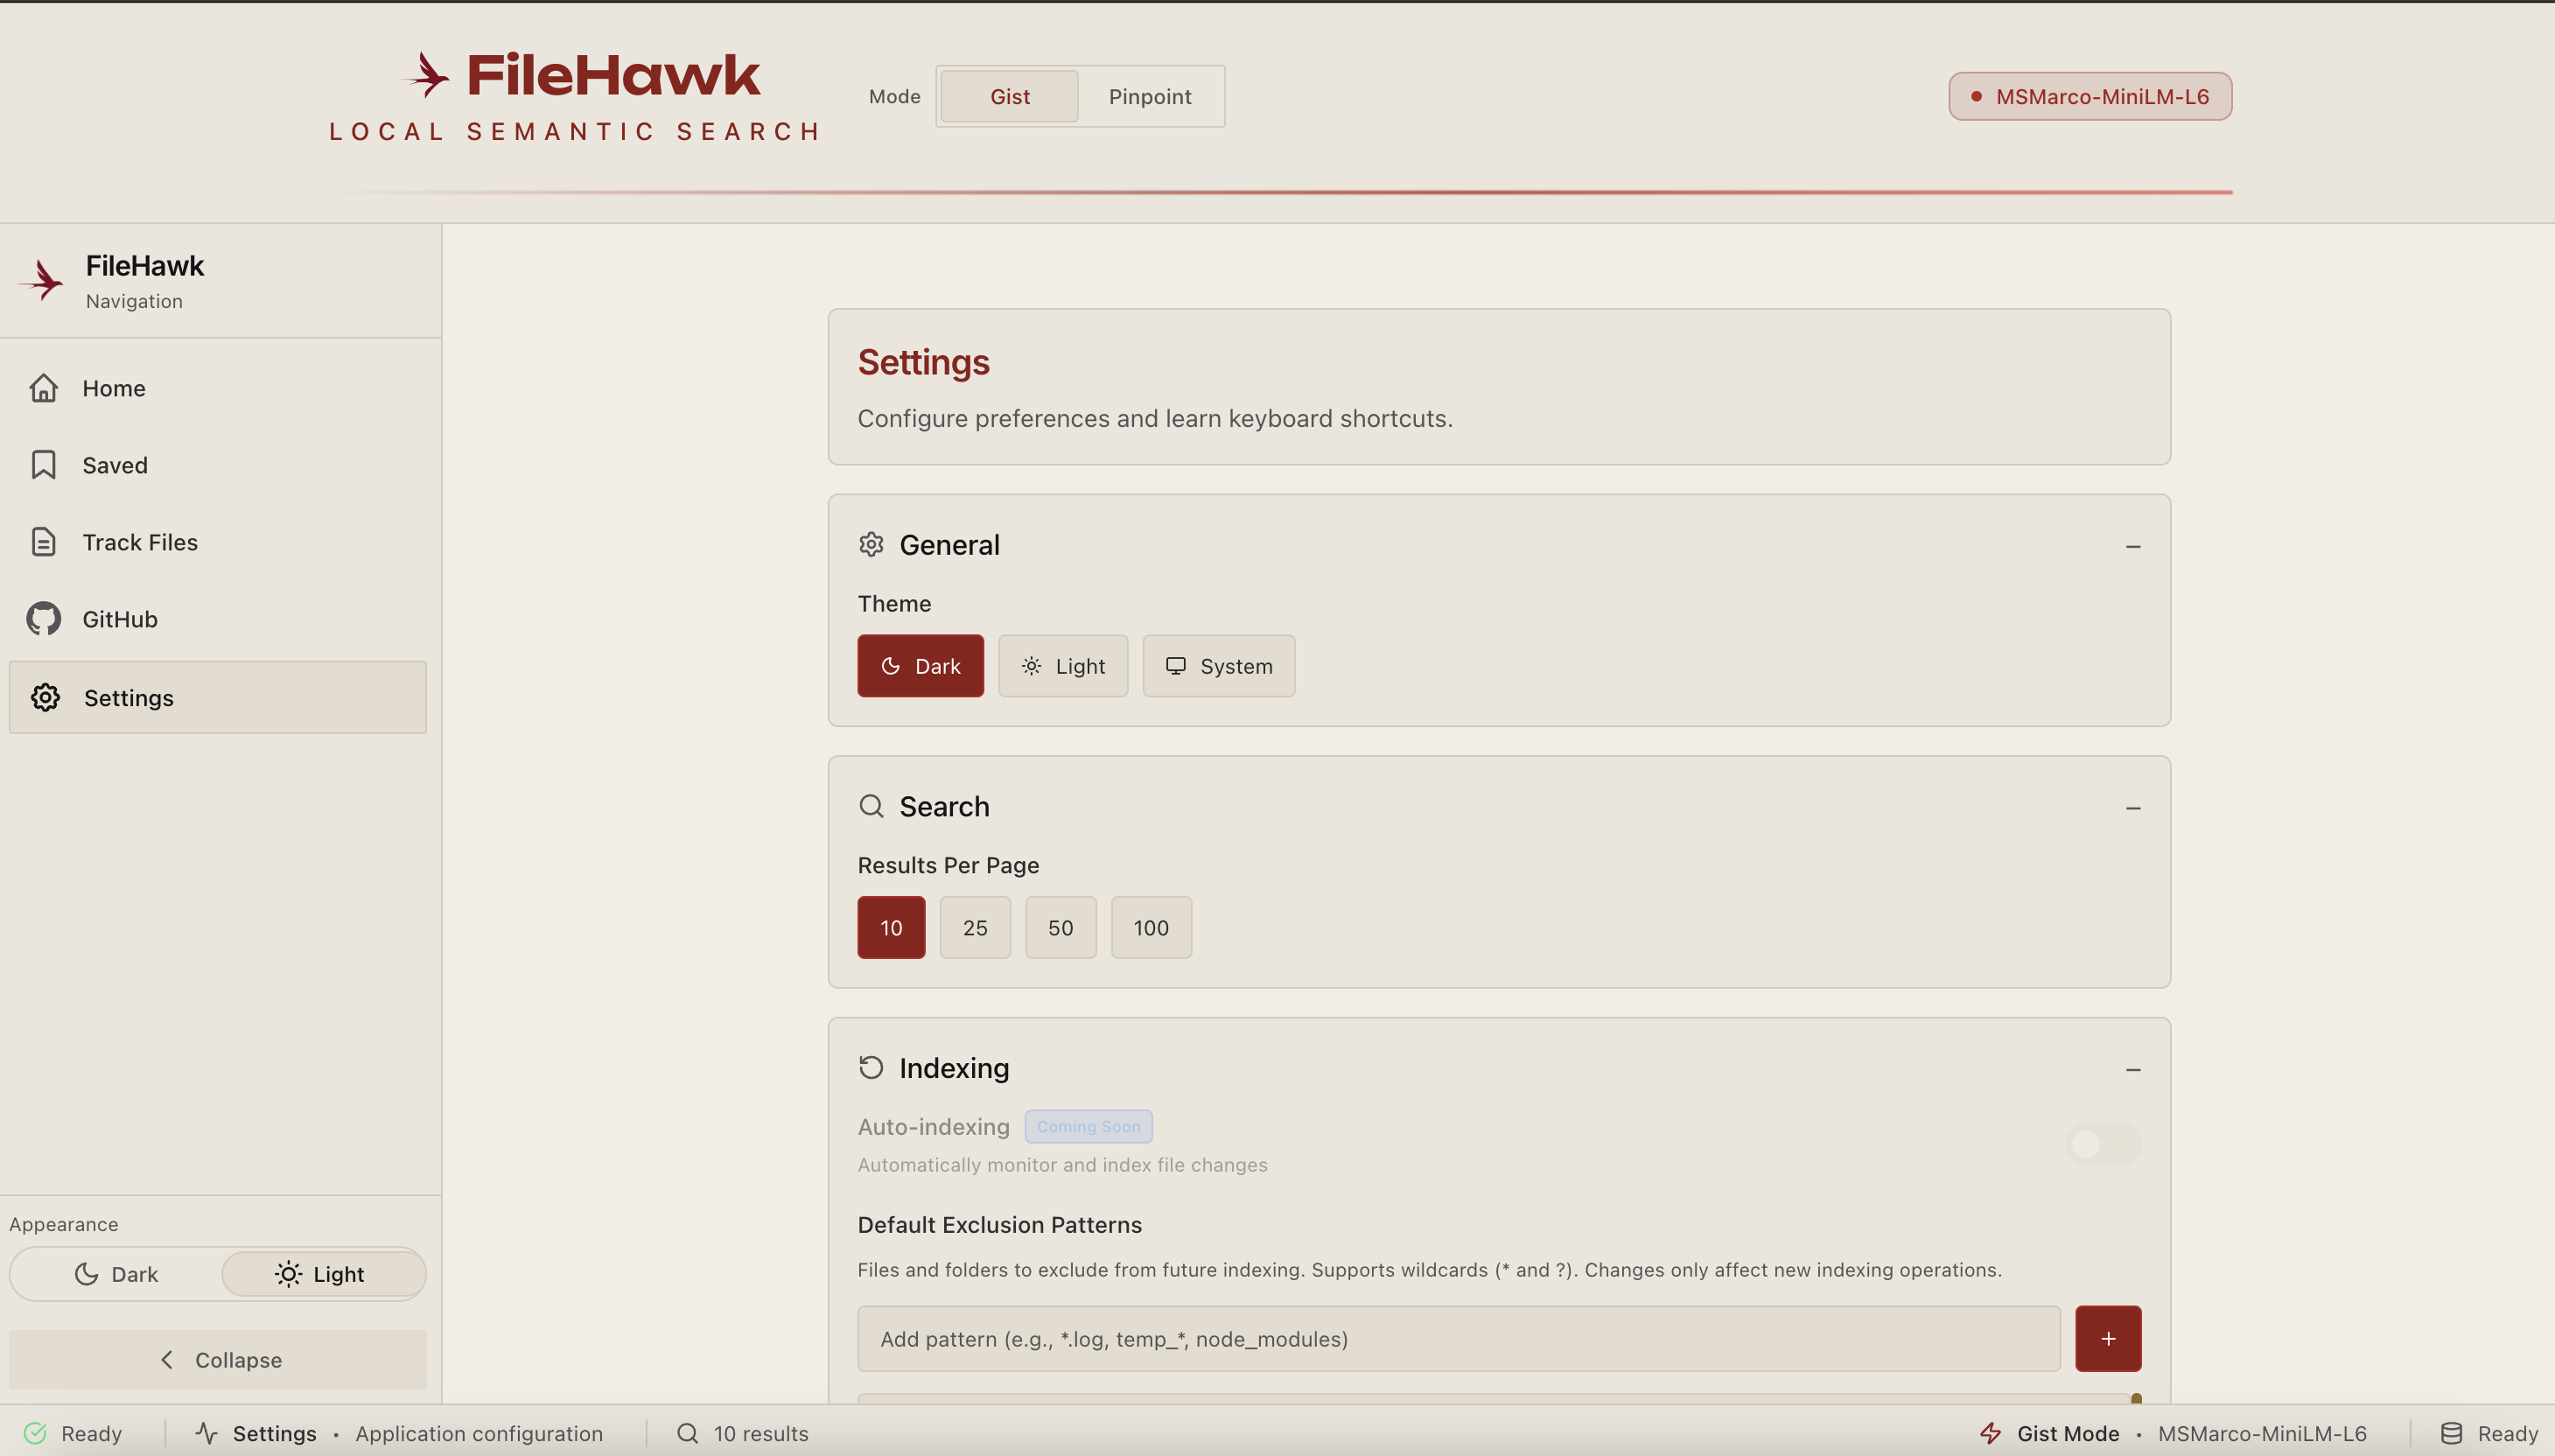 FileHawk
LOCAL SEMANTIC SEARCH
Mode
Gist
Pinpoint
MSMarco-MiniLM-L6
FileHawk
Navigation
Home
Saved
Track Files
GitHub
Settings
Appearance
Dark
Light
Collapse
Settings
Configure preferences and learn keyboard shortcuts.
General
Theme
Dark
Light
System
Search
Results Per Page
10
25
50
100
Indexing
Auto-indexing
Coming Soon
Automatically monitor and index file changes
Default Exclusion Patterns
Files and folders to exclude from future indexing. Supports wildcards (* and ?). Changes only affect new indexing operations.
Add pattern (e.g., *.log, temp_*, node_modules)
+
Ready
Settings • Application configuration
10 results
Gist Mode • MSMarco-MiniLM-L6
Ready